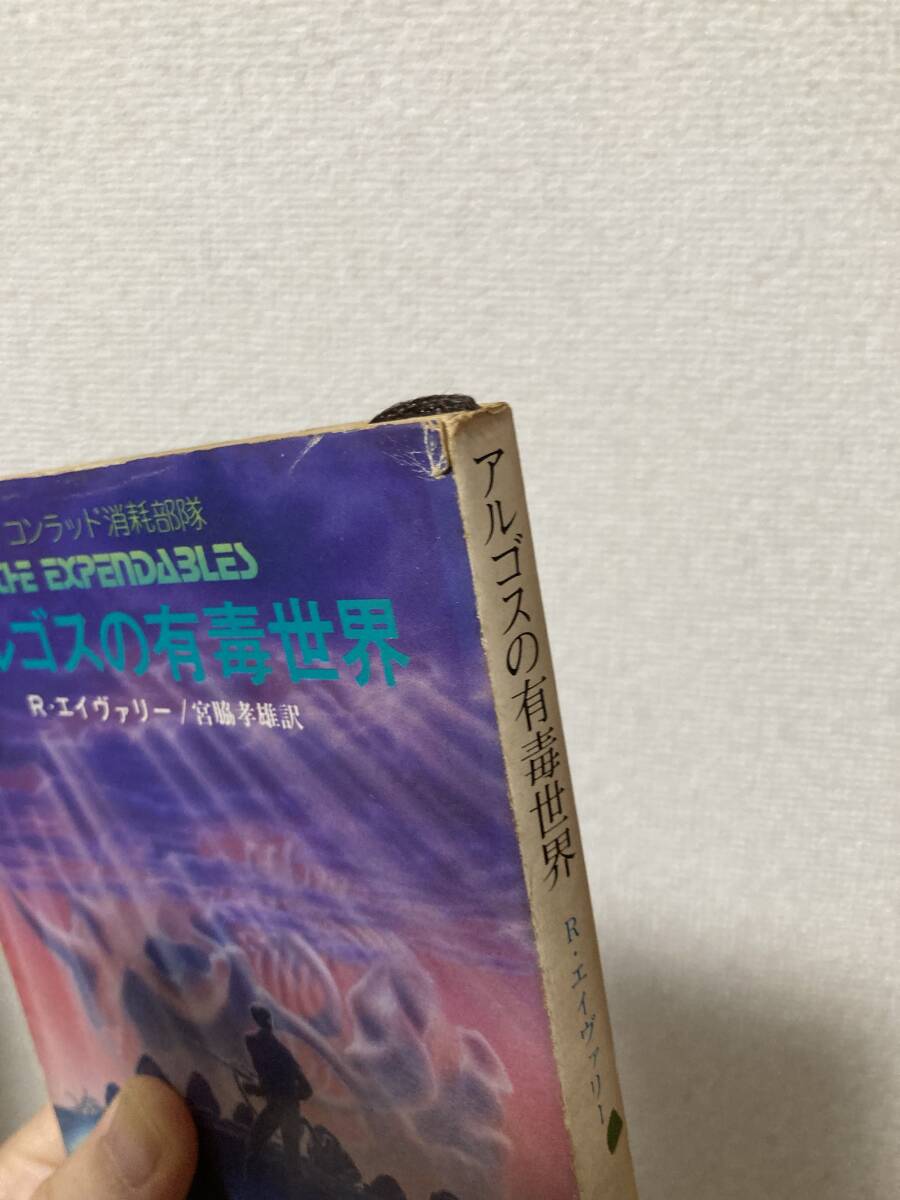 コンラッド消耗部隊
THE EXPENDABLES
ルゴスの有毒世界
R・エイヴァリー/宮脇孝雄訳
アルゴスの有毒世界
R・エイヴァリー